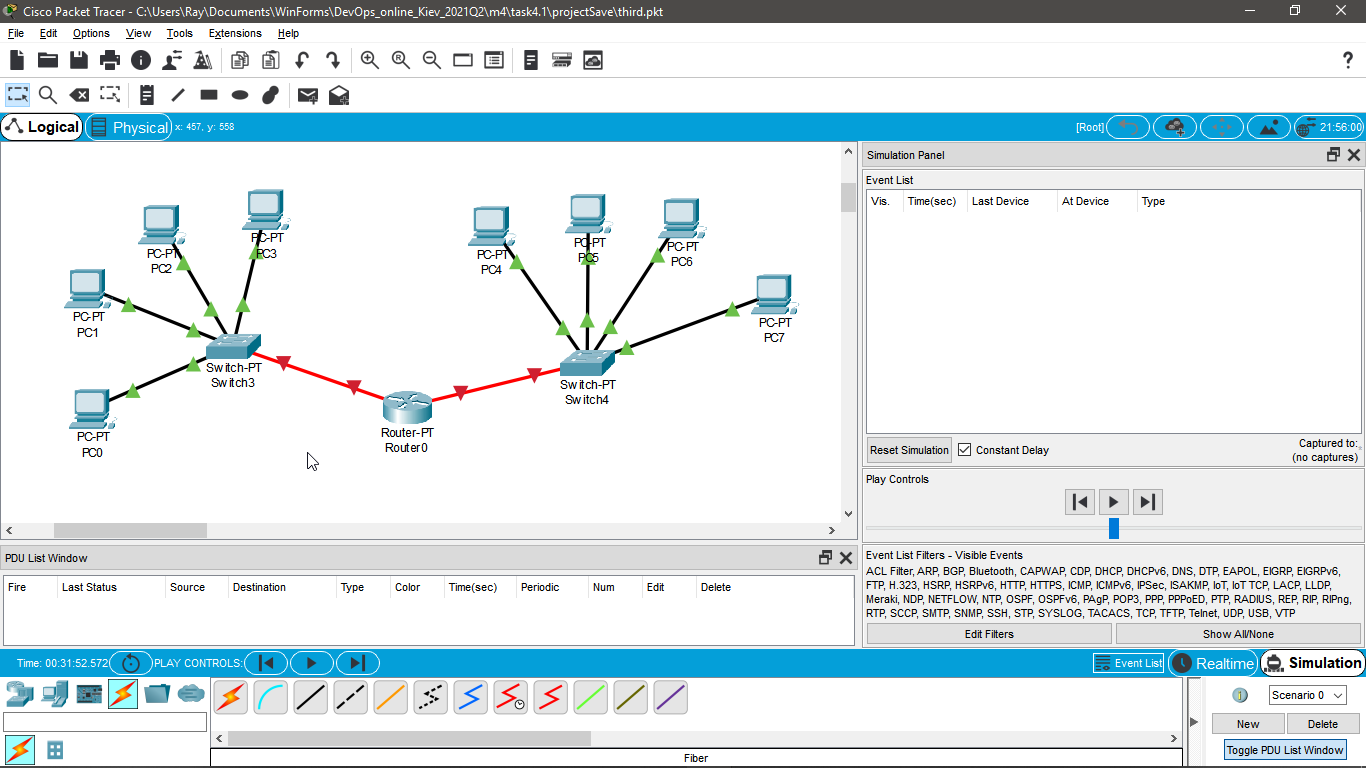 Cisco Packet Tracer - C:\Users\Ray\Documents\WinForms\DevOps_online_Kiev_2021Q2\m4\task4.1\projectSave\third.pkt
File Edit Options View Tools Extensions Help
?
Logical Physical x: 457, y: 558 [Root] 21:56:00
PC-PT
PC0
PC-PT
PC1
PC-PT
PC2
PC-PT
PC3
PC-PT
PC4
PC-PT
PC5
PC-PT
PC6
PC-PT
PC7
Switch-PT
Switch3
Switch-PT
Switch4
Router-PT
Router0
Simulation Panel
Event List
Vis. Time(sec) Last Device At Device Type
Reset Simulation Constant Delay
Captured to:
(no captures)
Play Controls
Event List Filters - Visible Events
ACL Filter, ARP, BGP, Bluetooth, CAPWAP, CDP, DHCP, DHCPv6, DNS, DTP, EAPOL, EIGRP, EIGRPv6,
FTP, H.323, HSRP, HSRPv6, HTTP, HTTPS, ICMP, ICMPv6, IPSec, ISAKMP, IoT, IoT TCP, LACP, LLDP,
Meraki, NDP, NETFLOW, NTP, OSPF, OSPFv6, PAgP, POP3, PPP, PPPoED, PTP, RADIUS, REP, RIP, RIPng,
RTP, SCCP, SMTP, SNMP, SSH, STP, SYSLOG, TACACS, TCP, TFTP, Telnet, UDP, USB, VTP
Edit Filters Show All/None
PDU List Window
Fire Last Status Source Destination Type Color Time(sec) Periodic Num Edit Delete
Time: 00:31:52.572 PLAY CONTROLS: Event List Realtime Simulation
Scenario 0
New Delete
Toggle PDU List Window
Fiber